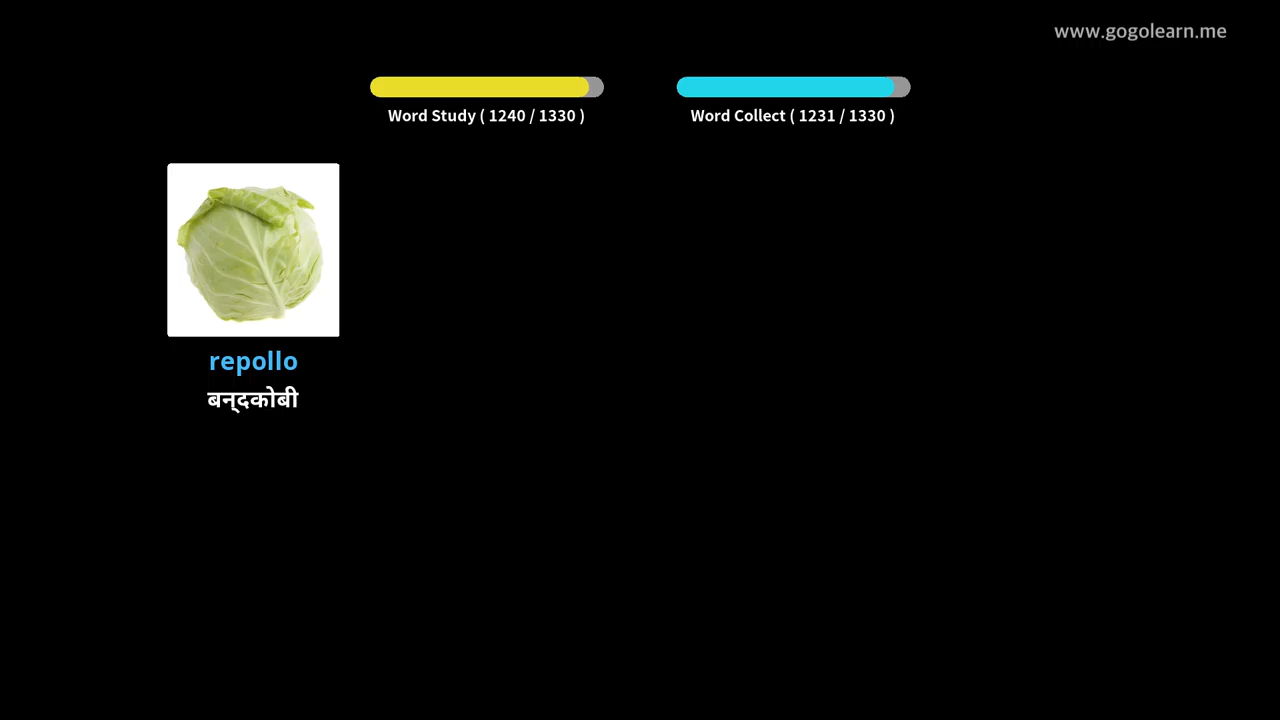 www.gogolearn.me
Word Study ( 1240 / 1330 )
Word Collect ( 1231 / 1330 )
repollo
बन्दकोबी